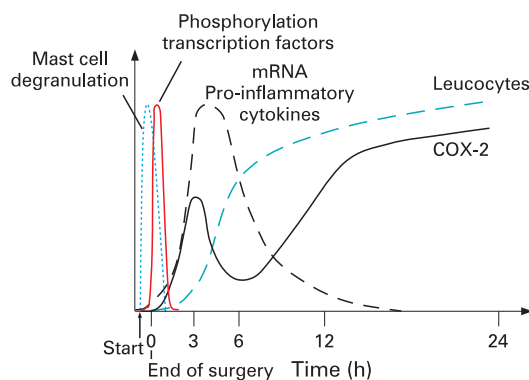 Phosphorylation
transcription factors
Mast cell
degranulation
mRNA
Pro-inflammatory
cytokines
Leucocytes
COX-2
0 3 6 12 24
Start
End of surgery
Time (h)